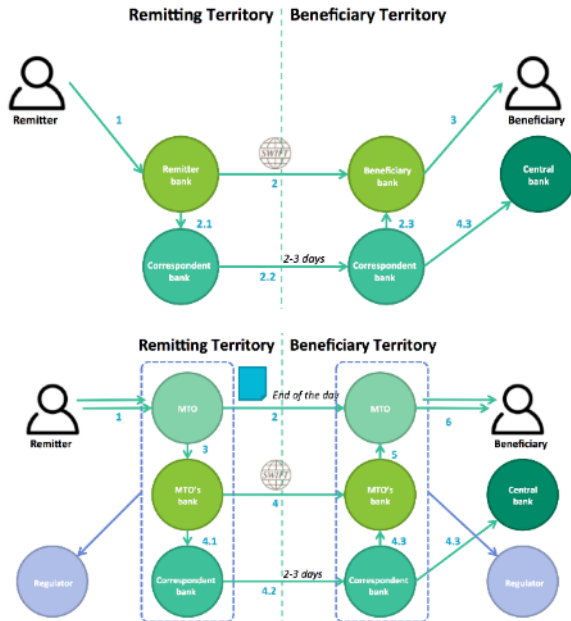 Remitting Territory
Beneficiary Territory
Remitter
Beneficiary
1
3
SWIFT
Remitter
bank
Beneficiary
bank
Central
bank
2
2.1
2.3
4.3
Correspondent
bank
2-3 days
Correspondent
bank
2.2
Remitting Territory
Beneficiary Territory
MTO
End of the day
MTO
1
2
6
Remitter
Beneficiary
3
5
SWIFT
MTO's
bank
MTO's
bank
Central
bank
4
4.1
4.3
4.3
Regulator
Correspondent
bank
2-3 days
Correspondent
bank
Regulator
4.2